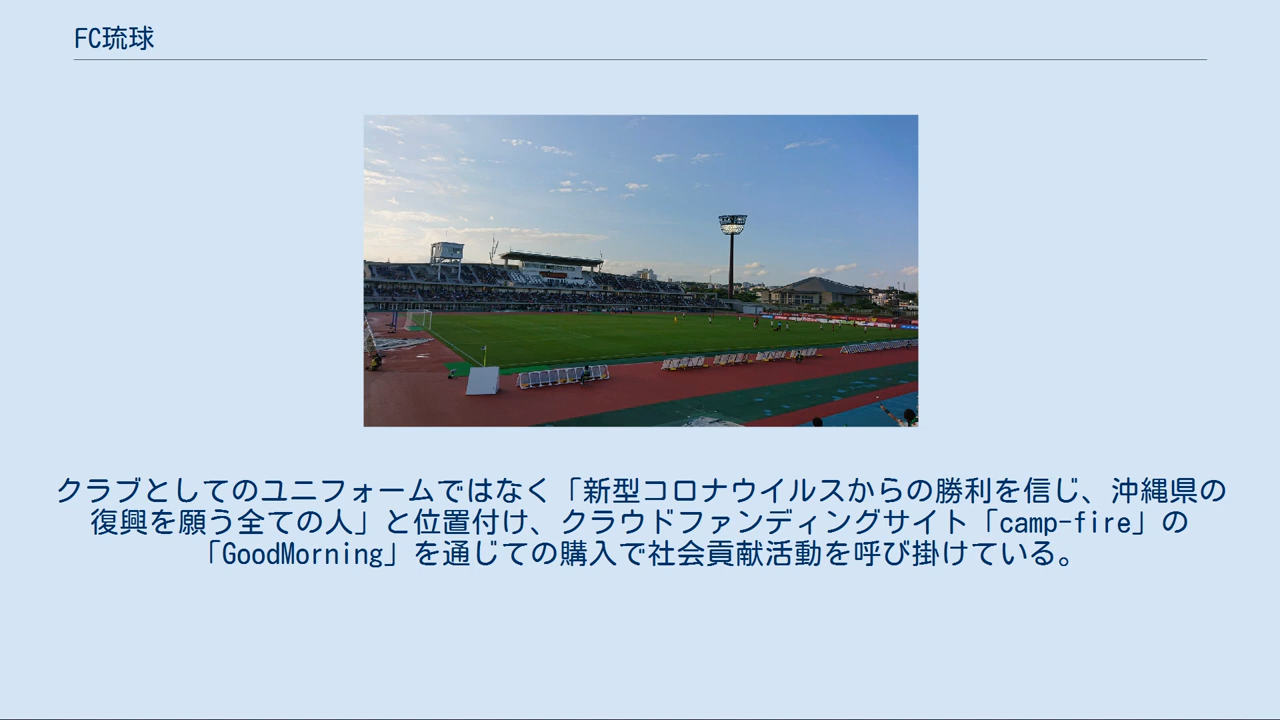 FC琉球
クラブとしてのユニフォームではなく「新型コロナウイルスからの勝利を信じ、沖縄県の
復興を願う全ての人」と位置付け、クラウドファンディングサイト「camp-fire」の
「GoodMorning」を通じての購入で社会貢献活動を呼び掛けている。